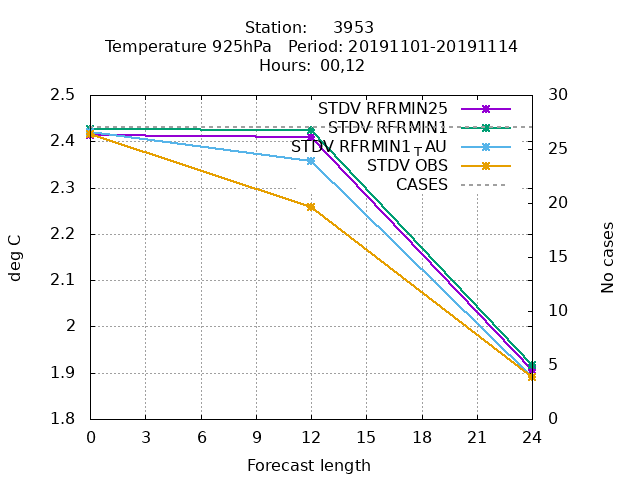 Station: 3953
Temperature 925hPa Period: 20191101-20191114
Hours: 00,12
2.5
2.4
2.3
2.2
2.1
2
1.9
1.8
deg C
30
25
20
15
10
5
0
No cases
STDV RFRMIN25
STDV RFRMIN1
STDV RFRMIN1TAU
STDV OBS
CASES
0 3 6 9 12 15 18 21 24
Forecast length